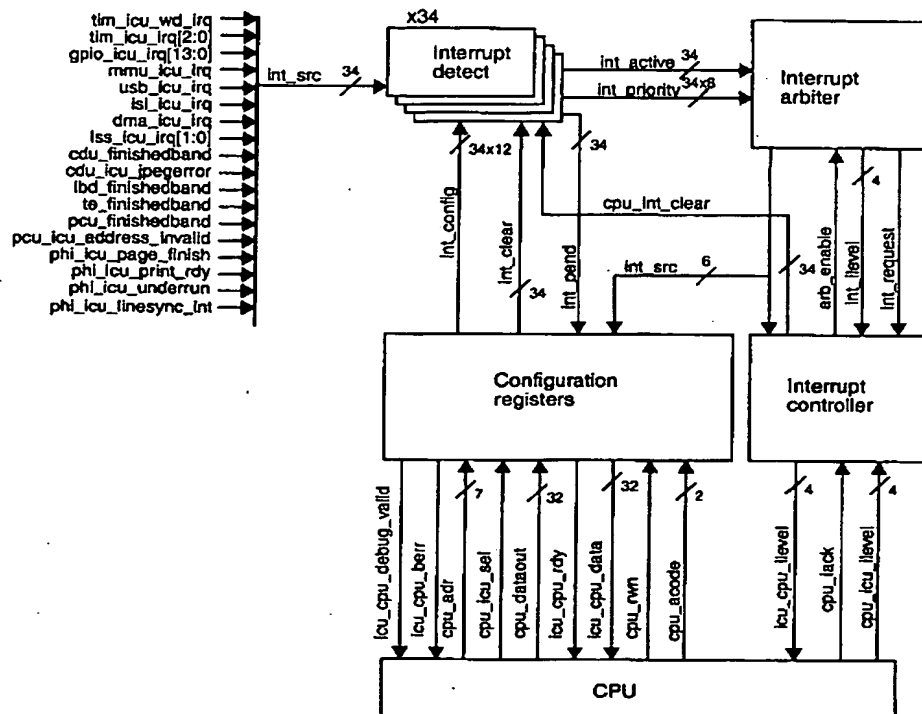 tim_icu_wd_irq
tim_icu_irq[2:0]
gpio_icu_irq[13:0]
mmu_icu_irq
usb_icu_irq
isi_icu_irq
dma_icu_irq
lss_icu_irq[1:0]
cdu_finishedband
cdu_icu_jpegerror
lbd_finishedband
te_finishedband
pcu_finishedband
pcu_icu_address_invalid
phi_icu_page_finish
phi_icu_print_rdy
phi_icu_underrun
phi_icu_linesync_int
int_src
34
x34
Interrupt
detect
int_active
34
int_priority
34x8
Interrupt
arbiter
34x12
34
int_config
int_clear
34
int_pend
cpu_int_clear
int_src
6
34
arb_enable
4
int_ilevel
int_request
Configuration
registers
Interrupt
controller
icu_cpu_debug_valid
icu_cpu_berr
7
cpu_adr
cpu_icu_sel
32
cpu_dataout
icu_cpu_rdy
32
icu_cpu_data
cpu_rwn
2
cpu_acode
4
icu_cpu_ilevel
cpu_iack
4
cpu_icu_ilevel
CPU